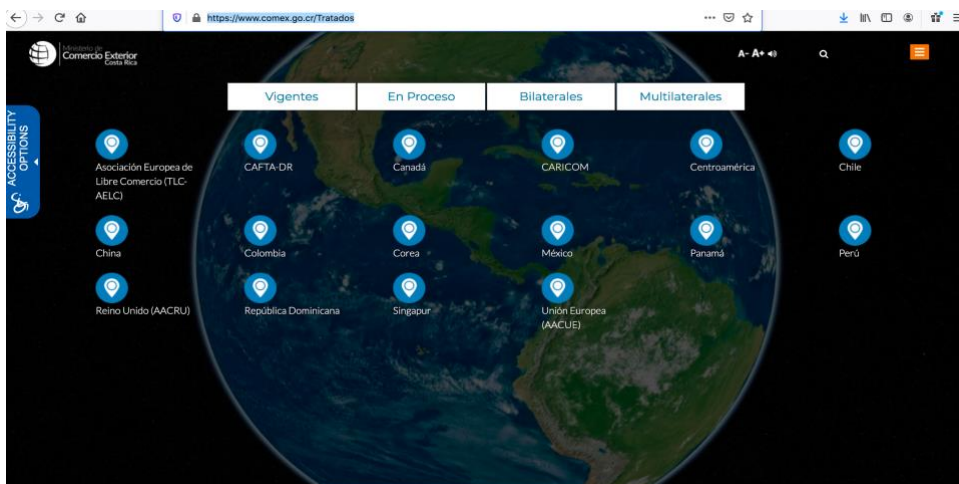 https://www.comex.go.cr/Tratados
Ministerio de
Comercio Exterior
Costa Rica
A- A+
Vigentes
En Proceso
Bilaterales
Multilaterales
ACCESSIBILITY
OPTIONS
Asociación Europea de
Libre Comercio (TLC-
AELC)
CAFTA-DR
Canadá
CARICOM
Centroamérica
Chile
China
Colombia
Corea
México
Panamá
Perú
Reino Unido (AACRU)
República Dominicana
Singapur
Unión Europea
(AACUE)